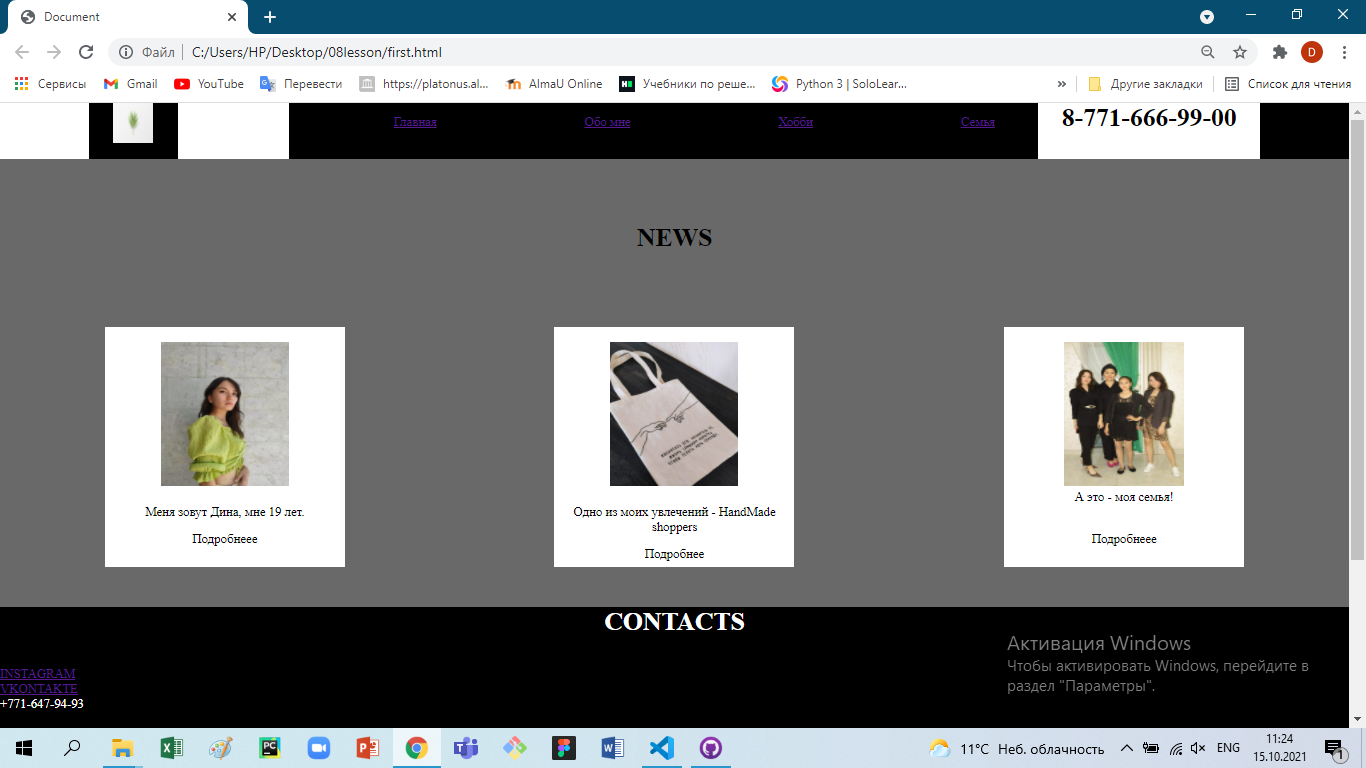 Document
Файл
C:/Users/HP/Desktop/08lesson/first.html
D
Сервисы
Gmail
YouTube
Перевести
https://platonus.al...
AlmaU Online
Учебники по реше...
Python 3 | SoloLear...
»
Другие закладки
Список для чтения
Главная
Обо мне
Хобби
Семья
8-771-666-99-00
NEWS
Меня зовут Дина, мне 19 лет.
Подробнеее
Одно из моих увлечений - HandMade
shoppers
Подробнее
А это - моя семья!
Подробнеее
CONTACTS
INSTAGRAM
VKONTAKTE
+771-647-94-93
Активация Windows
Чтобы активировать Windows, перейдите в
раздел "Параметры".
11°C Неб. облачность
ENG
11:24
15.10.2021
1